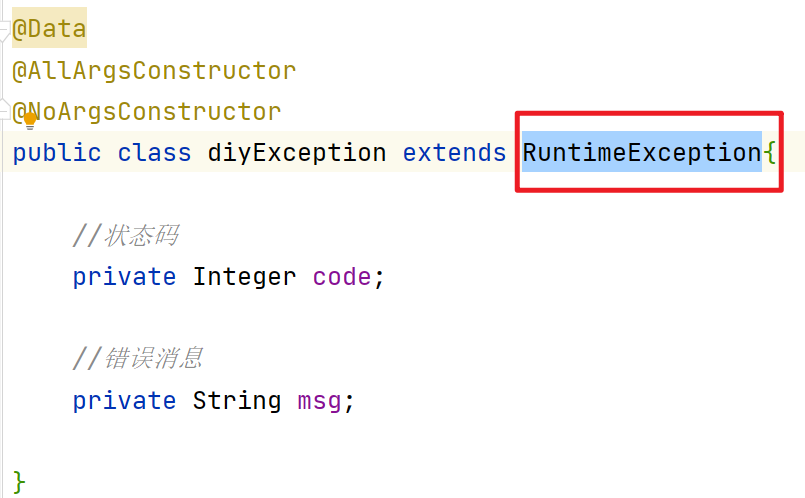 @Data
@AllArgsConstructor
@NoArgsConstructor
public class diyException extends RuntimeException{
//状态码
private Integer code;
//错误消息
private String msg;
}